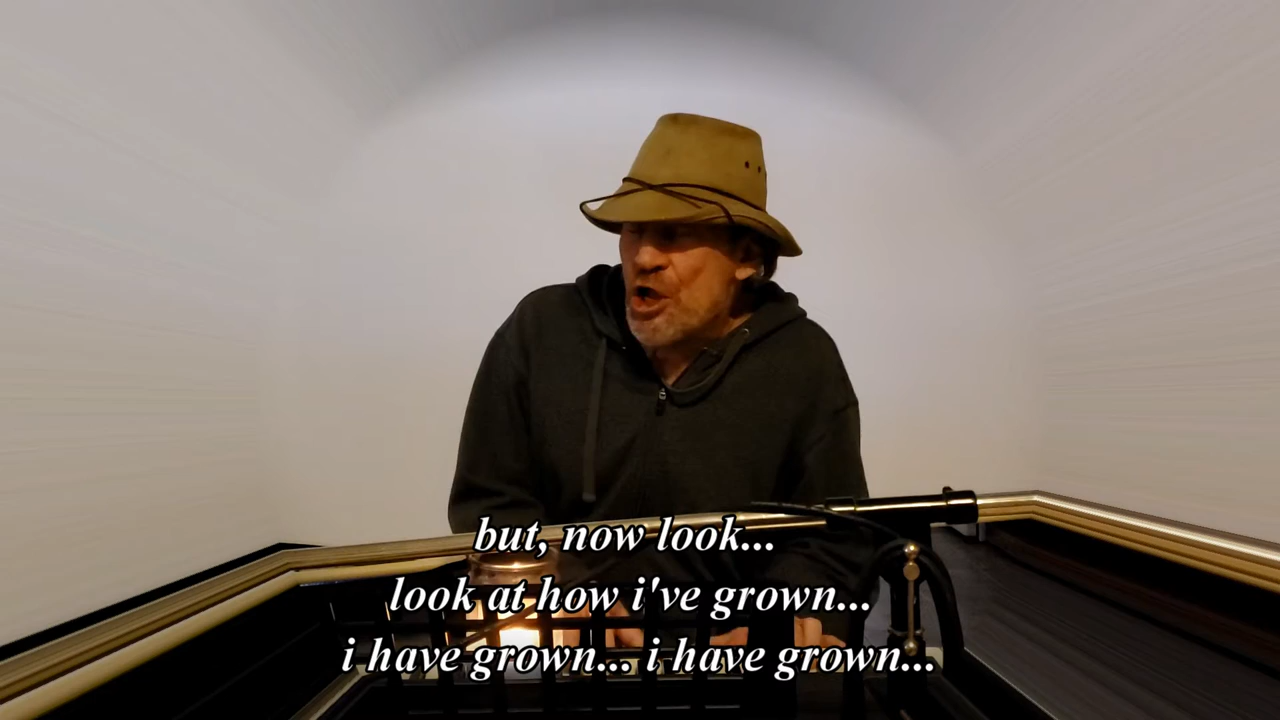 but, now look...
look at how i've grown...
i have grown... i have grown...